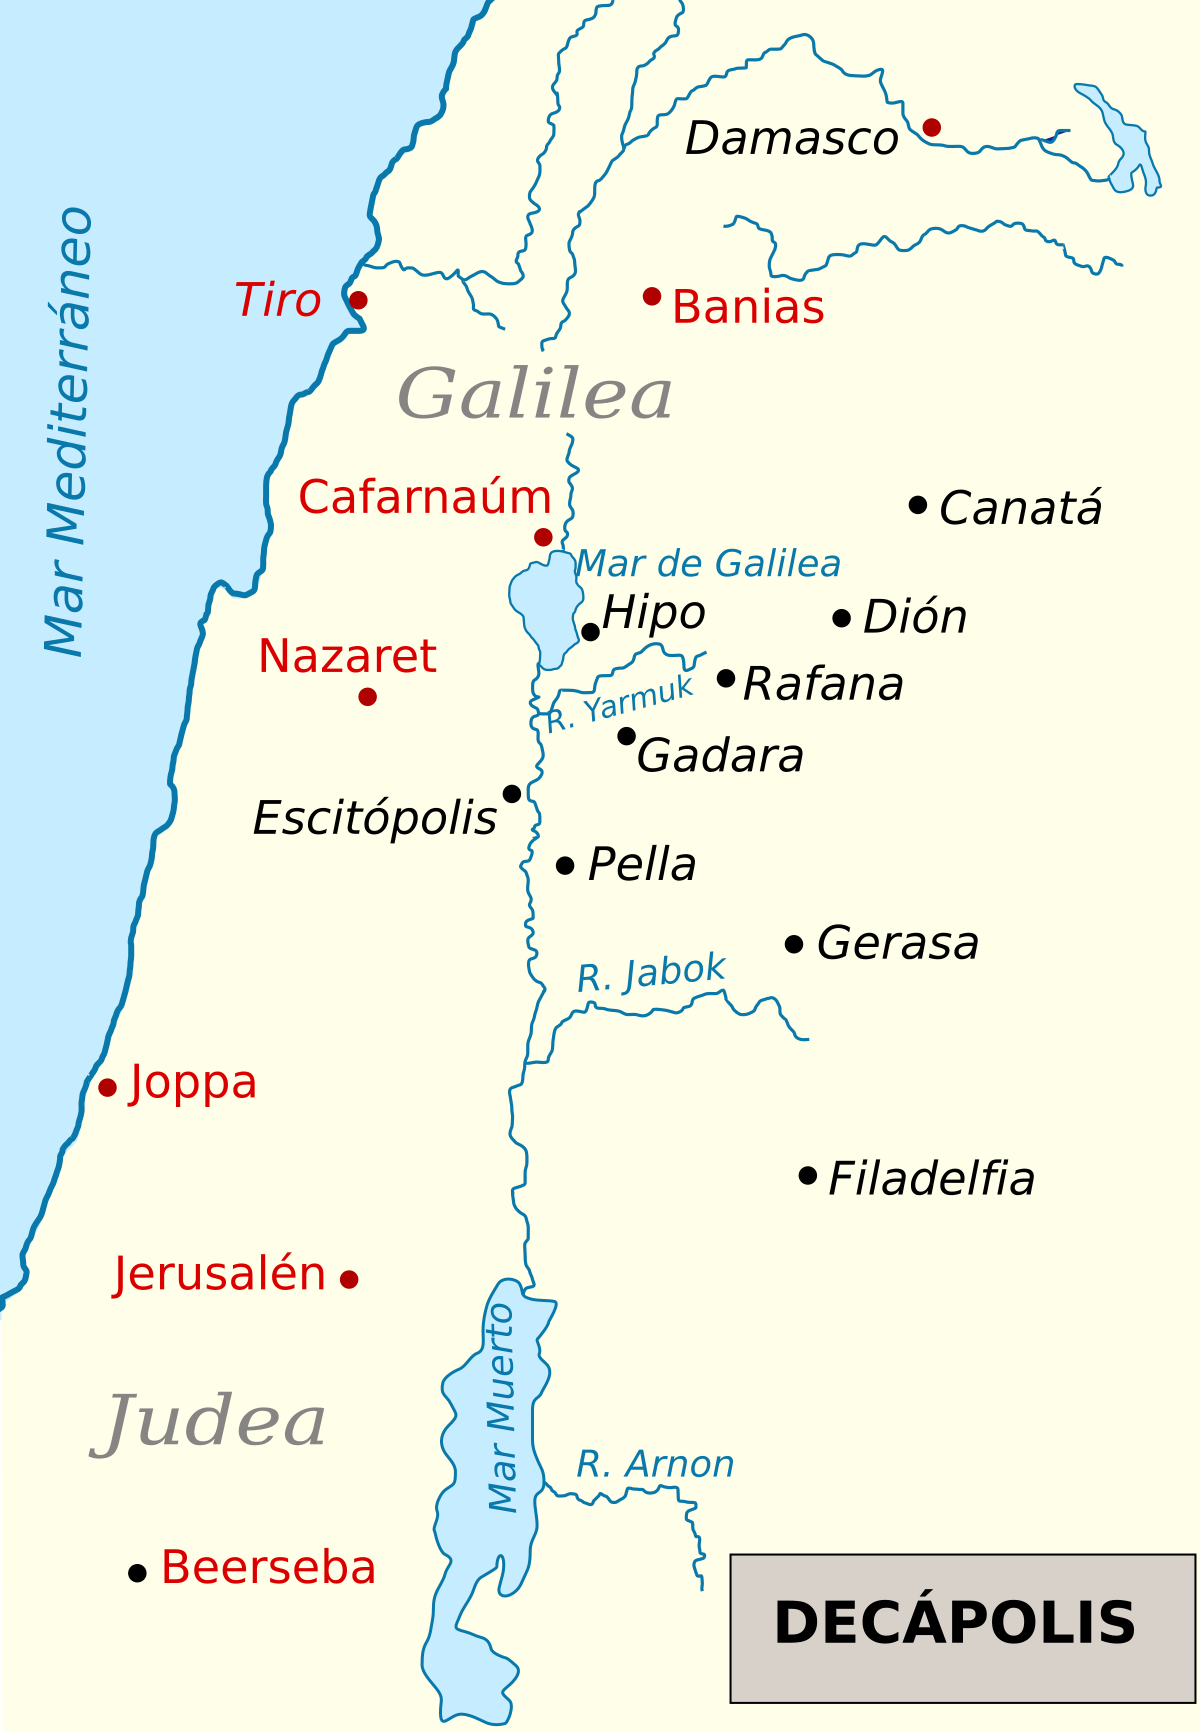 Damasco
Mar Mediterráneo
Tiro
Banias
Galilea
Cafarnaúm
Canatá
Mar de Galilea
Hipo
Dión
Nazaret
Rafana
R. Yarmuk
Gadara
Escitópolis
Pella
Gerasa
R. Jabok
Joppa
Filadelfia
Jerusalén
Mar Muerto
Judea
R. Arnon
Beerseba
DECÁPOLIS